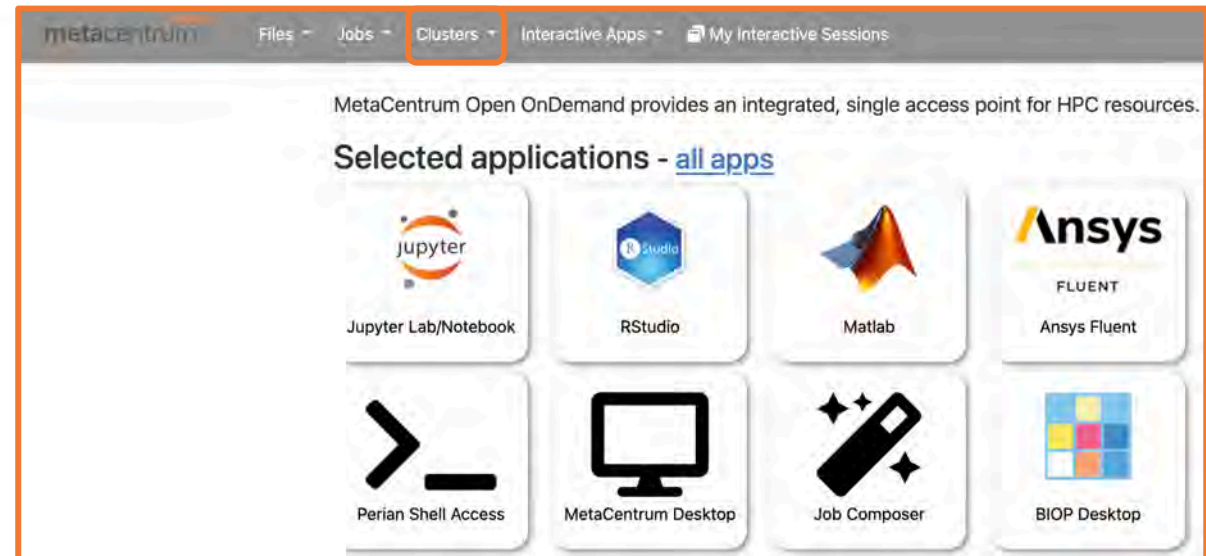 metacentrum Files Jobs Clusters Interactive Apps My Interactive Sessions
MetaCentrum Open OnDemand provides an integrated, single access point for HPC resources.
Selected applications - all apps
jupyter
R Studio
Ansys
FLUENT
Jupyter Lab/Notebook
RStudio
Matlab
Ansys Fluent
Perian Shell Access
MetaCentrum Desktop
Job Composer
BIOP Desktop